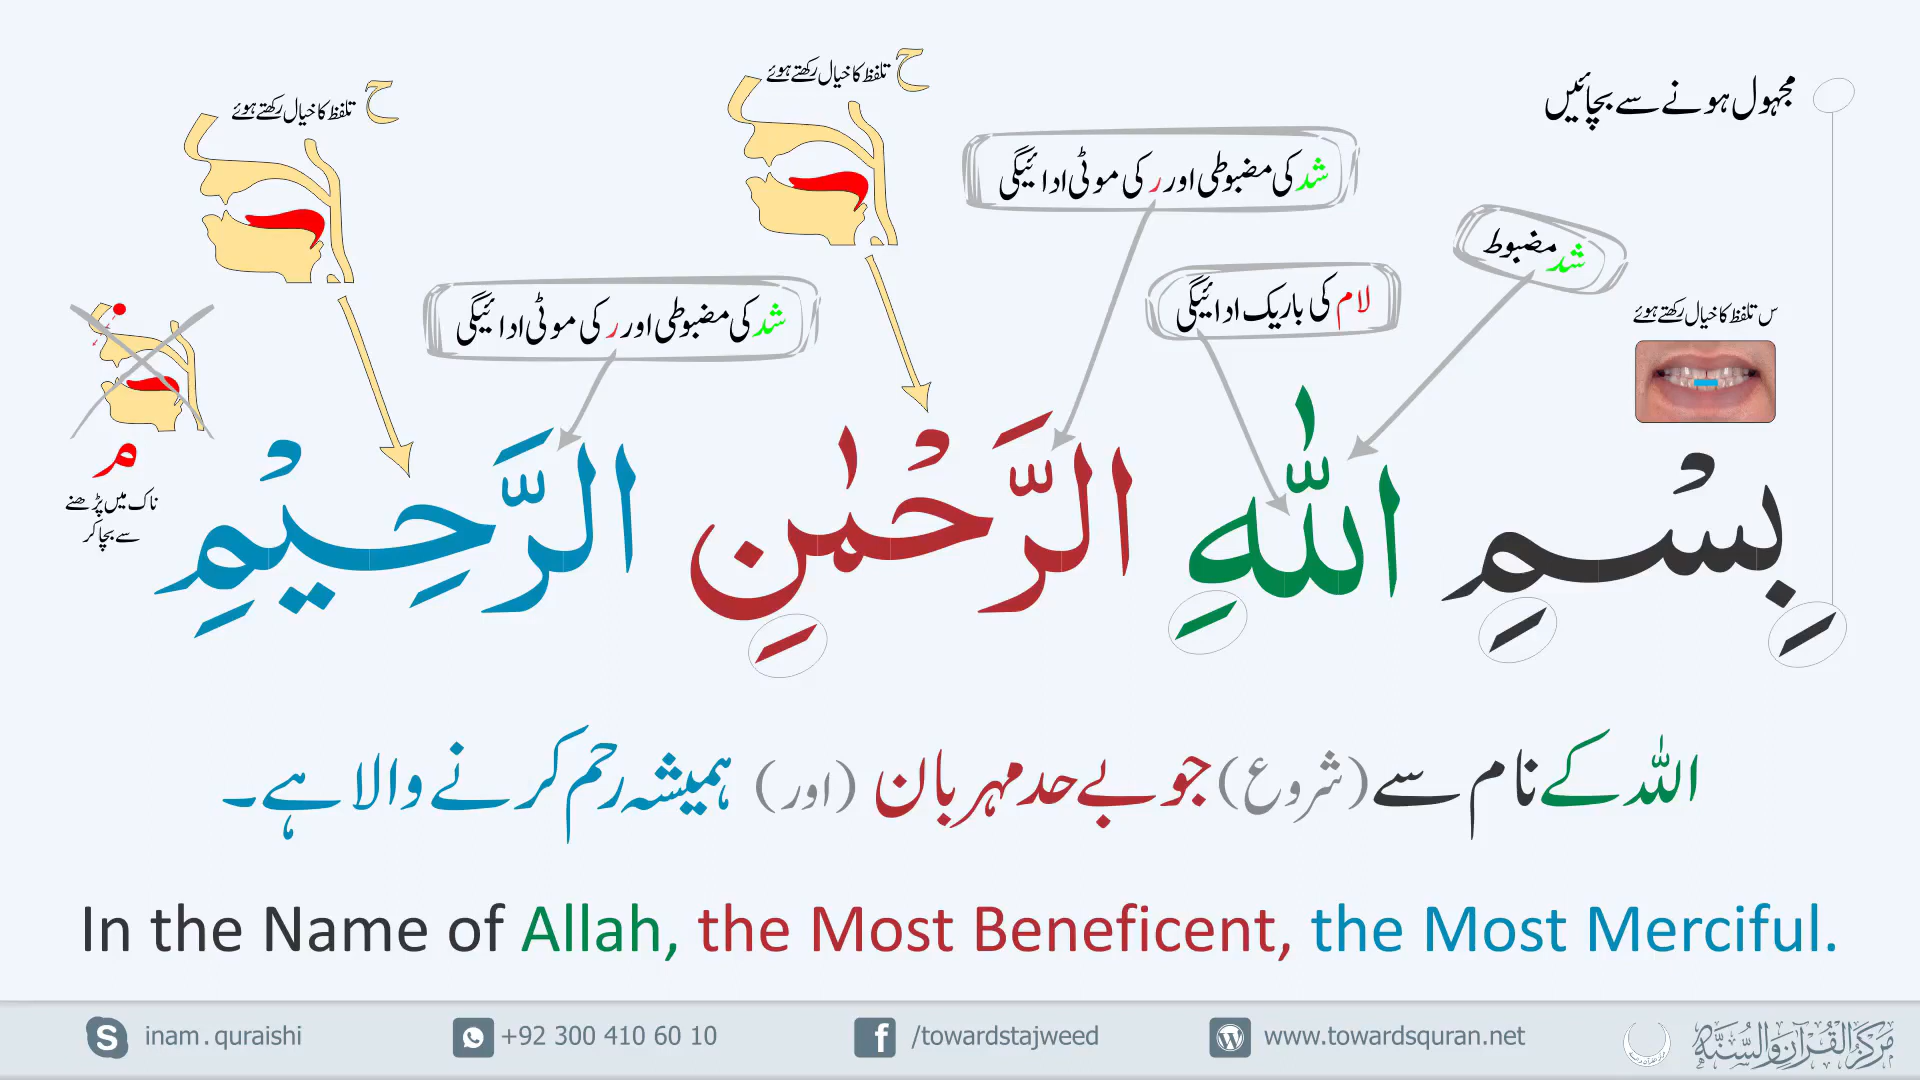 ح تلفظ کا خیال رکھتے ہوئے
ح تلفظ کا خیال رکھتے ہوئے
مجہول ہونے سے بچائیں
شد کی مضبوطی اور ر کی موٹی ادائیگی
شد مضبوط
لام کی باریک ادائیگی
شد کی مضبوطی اور ر کی موٹی ادائیگی
س تلفظ کا خیال رکھتے ہوئے
م
ناک میں پڑھنے
سے بچا کر
بِسْمِ اللّٰهِ الرَّحْمٰنِ الرَّحِيْمِ
اللہ کے نام سے (شروع) جو بے حد مہربان (اور) ہمیشہ رحم کرنے والا ہے۔
In the Name of Allah, the Most Beneficent, the Most Merciful.
inam.quraishi
+92 300 410 60 10
/towardstajweed
www.towardsquran.net
مَرْكَزُ الْقُرْآنِ وَالسُّنَّة